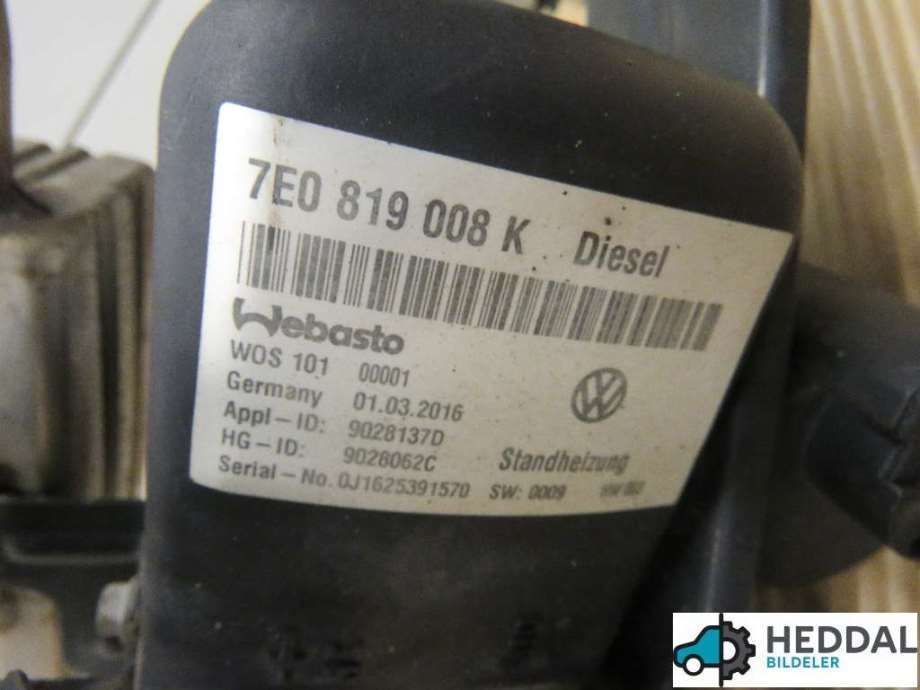 7E0 819 008 K Diesel
Webasto
WOS 101 00001
Germany 01.03.2016
Appl-ID: 9028137D
HG-ID: 9028062C Standheizung
Serial-No. 0J1625391570 SW: 0009
HEDDAL
BILDELER